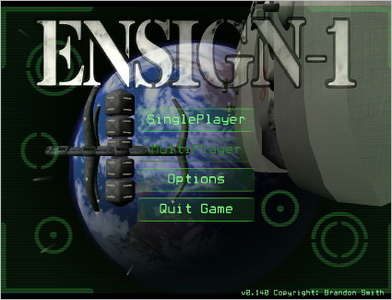 ENSIGN-1
SinglePlayer
MultiPlayer
Options
Quit Game
v0.140 Copyright: Brandon Smith